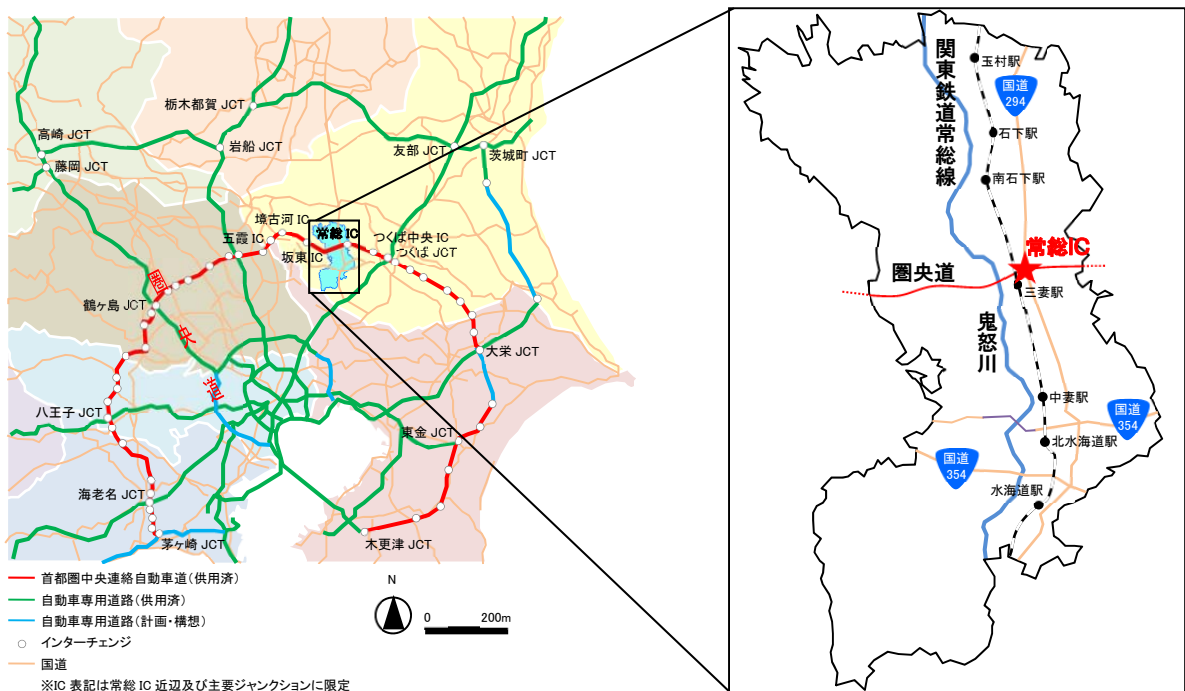 栃木都賀 JCT
高崎 JCT
藤岡 JCT
岩船 JCT
友部 JCT
茨城町 JCT
境古河 IC
五霞 IC
常総 IC
坂東 IC
つくば中央 IC
つくば JCT
鶴ヶ島 JCT
圏
央
道
大栄 JCT
八王子 JCT
東金 JCT
海老名 JCT
茅ヶ崎 JCT
木更津 JCT
首都圏中央連絡自動車道(供用済)
自動車専用道路(供用済)
自動車専用道路(計画・構想)
インターチェンジ
国道
※IC 表記は常総 IC 近辺及び主要ジャンクションに限定
N
0 200m
関東鉄道常総線
玉村駅
国道
294
石下駅
南石下駅
常総IC
圏央道
三妻駅
鬼怒川
中妻駅
国道
354
北水海道駅
国道
354
水海道駅